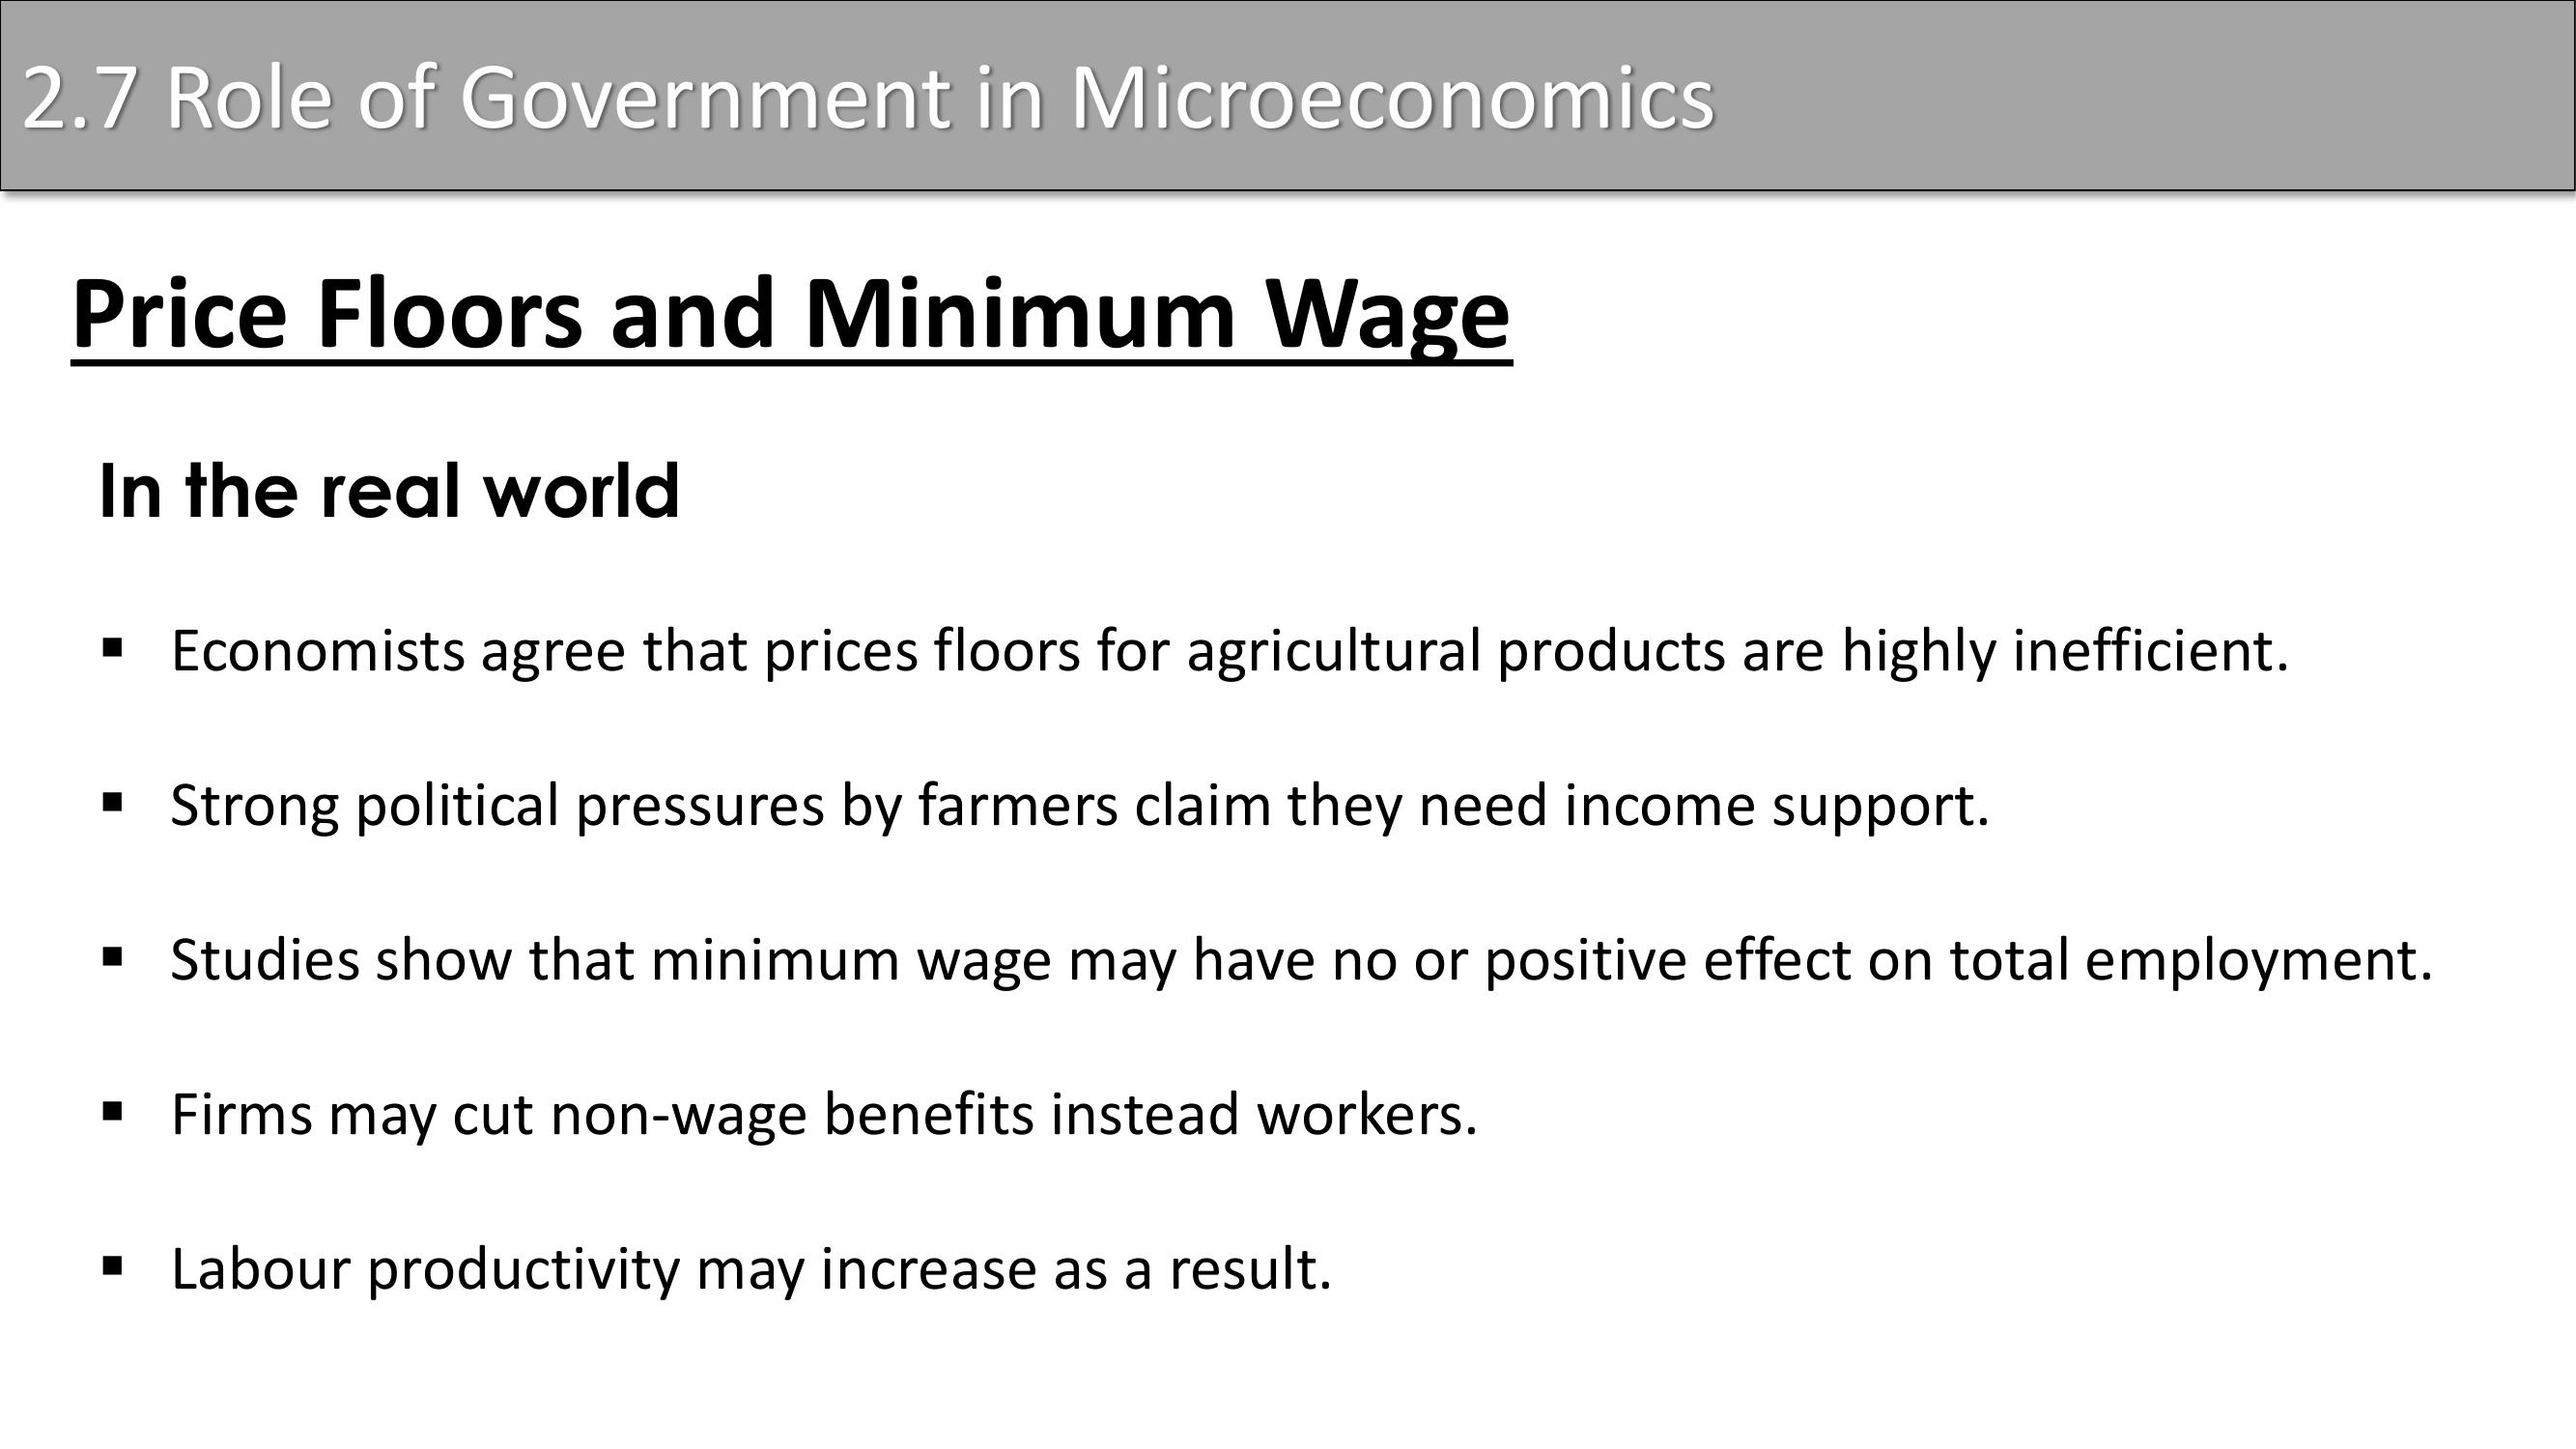 2.7 Role of Government in Microeconomics
Price Floors and Minimum Wage
In the real world
▪ Economists agree that prices floors for agricultural products are highly inefficient.
▪ Strong political pressures by farmers claim they need income support.
▪ Studies show that minimum wage may have no or positive effect on total employment.
▪ Firms may cut non-wage benefits instead workers.
▪ Labour productivity may increase as a result.